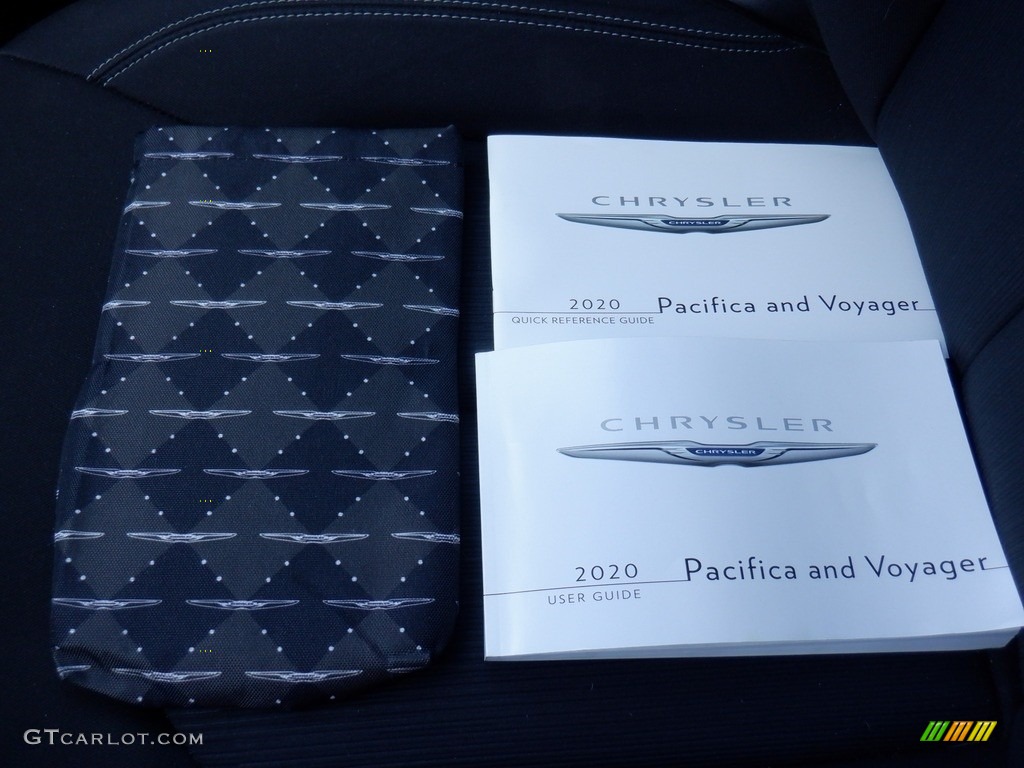 CHRYSLER
CHRYSLER
2020 Pacifica and Voyager
QUICK REFERENCE GUIDE
CHRYSLER
CHRYSLER
2020 Pacifica and Voyager
USER GUIDE
GTCARLOT.COM